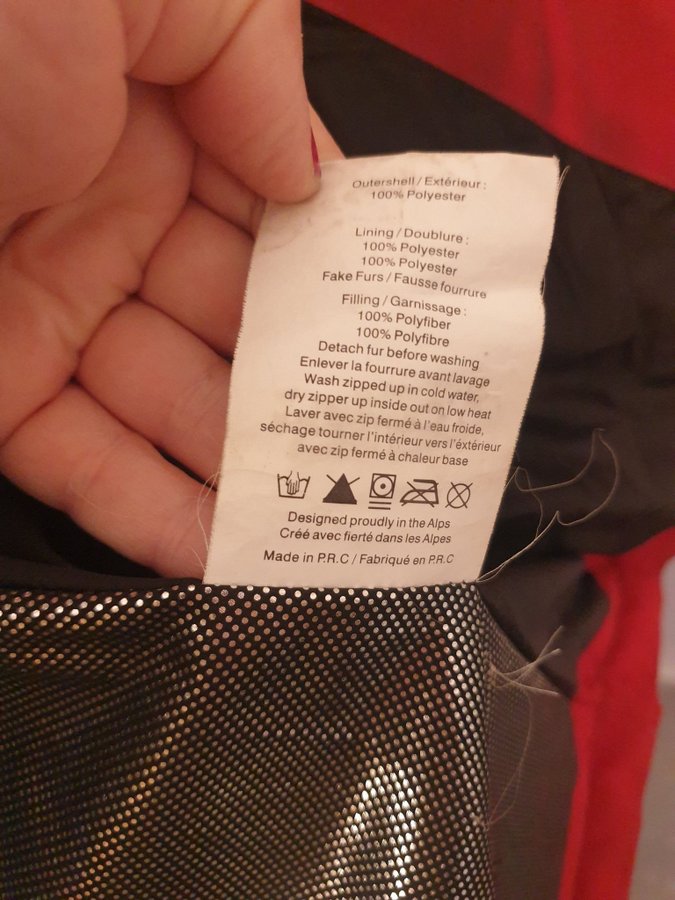 Outershell / Extérieur :
100% Polyester
Lining / Doublure :
100% Polyester
100% Polyester
Fake Furs / Fausse fourrure
Filling / Garnissage :
100% Polyfiber
100% Polyfibre
Detach fur before washing
Enlever la fourrure avant lavage
Wash zipped up in cold water,
dry zipper up inside out on low heat
Laver avec zip fermé à l'eau froide,
séchage tourner l'intérieur vers l'éxtérieur
avec zip fermé à chaleur base
Designed proudly in the Alps
Créé avec fierté dans les Alpes
Made in P.R.C / Fabriqué en P.R.C